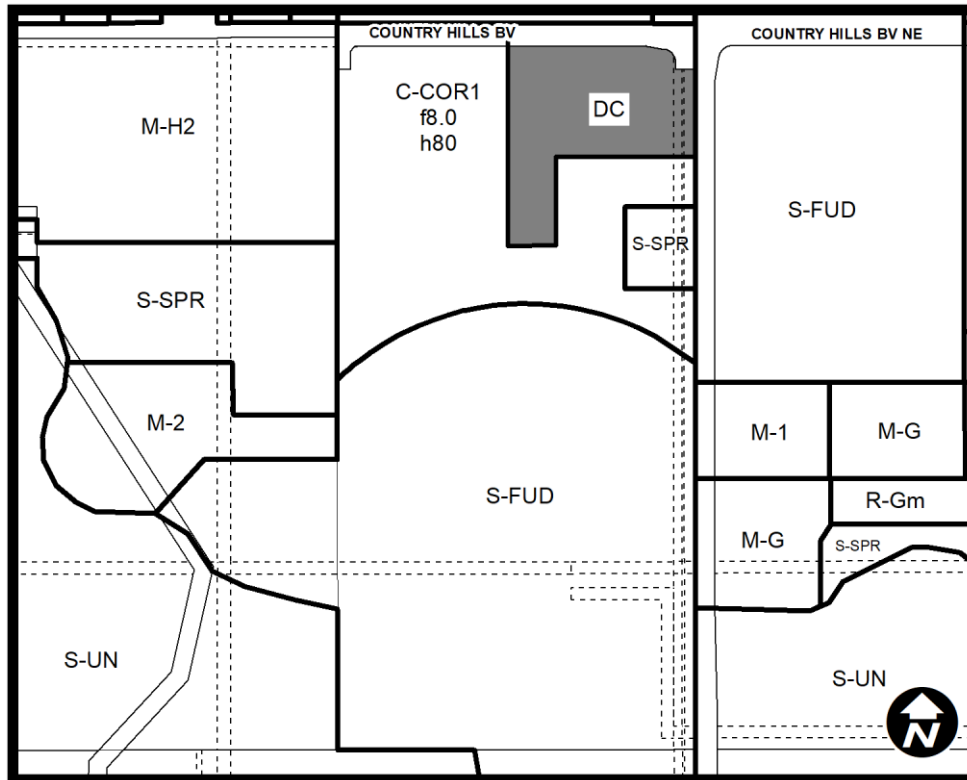 COUNTRY HILLS BV
COUNTRY HILLS BV NE
C-COR1
f8.0
h80
DC
M-H2
S-FUD
S-SPR
S-SPR
M-2
M-1
M-G
S-FUD
R-Gm
M-G
S-SPR
S-UN
S-UN
N